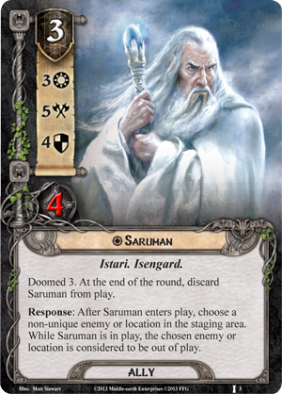 3
3
5
4
4
Saruman
Istari. Isengard.
Doomed 3. At the end of the round, discard
Saruman from play.
Response: After Saruman enters play, choose a
non-unique enemy or location in the staging area.
While Saruman is in play, the chosen enemy or
location is considered to be out of play.
ALLY
Illus. Matt Stewart
©2013 Middle-earth Enterprises ©2013 FFG
3